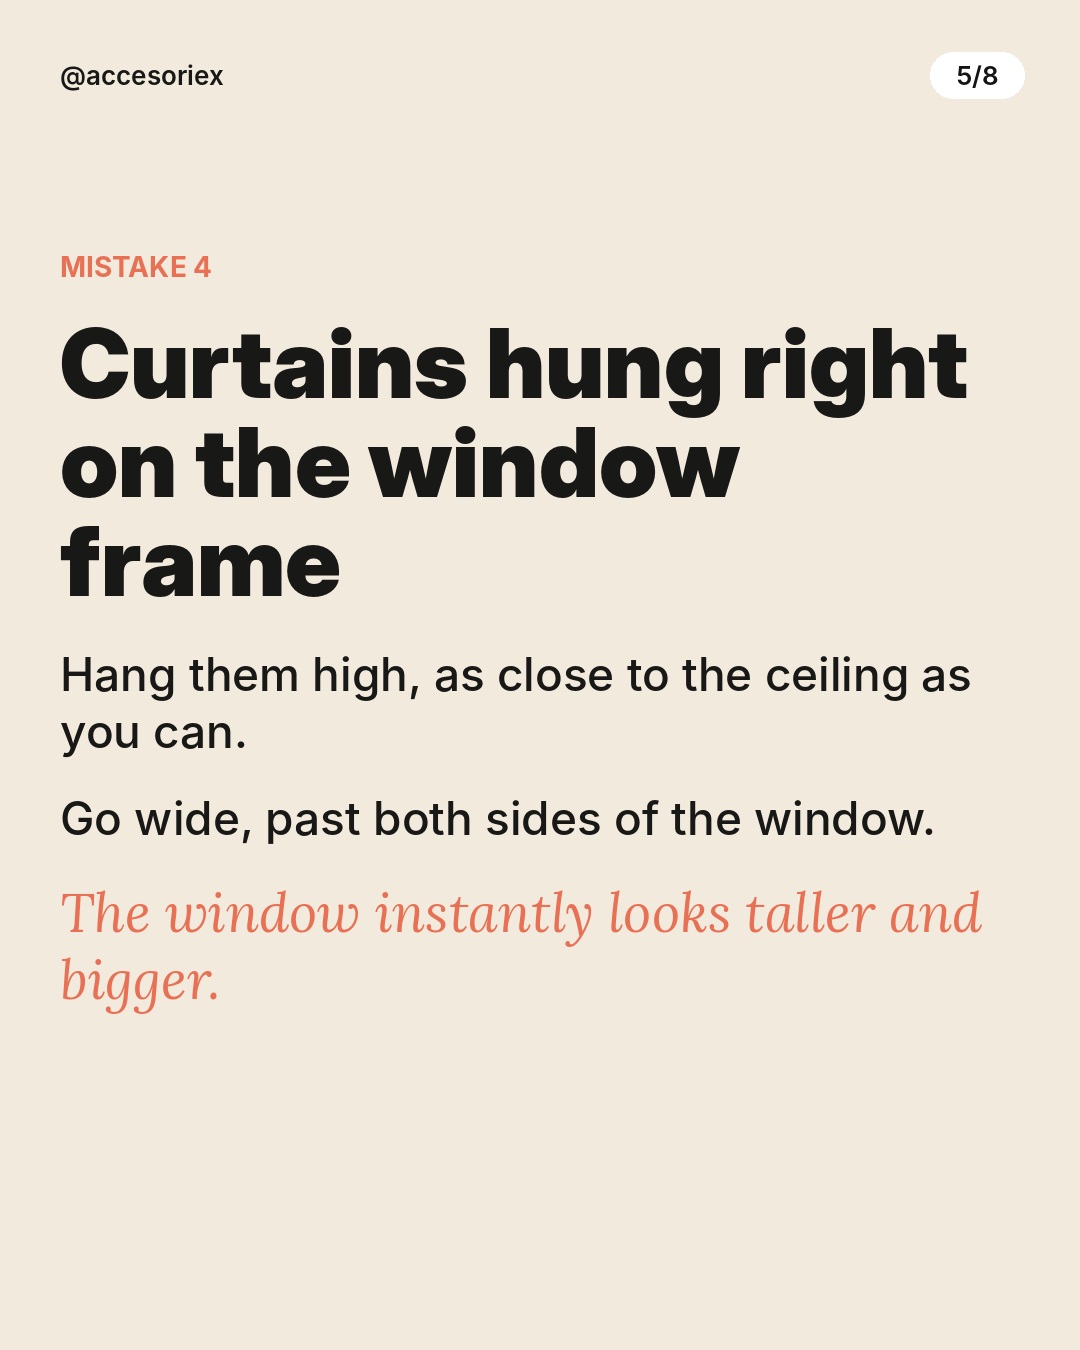 @accesoriex
5/8
MISTAKE 4
Curtains hung right
on the window
frame
Hang them high, as close to the ceiling as
you can.
Go wide, past both sides of the window.
The window instantly looks taller and
bigger.